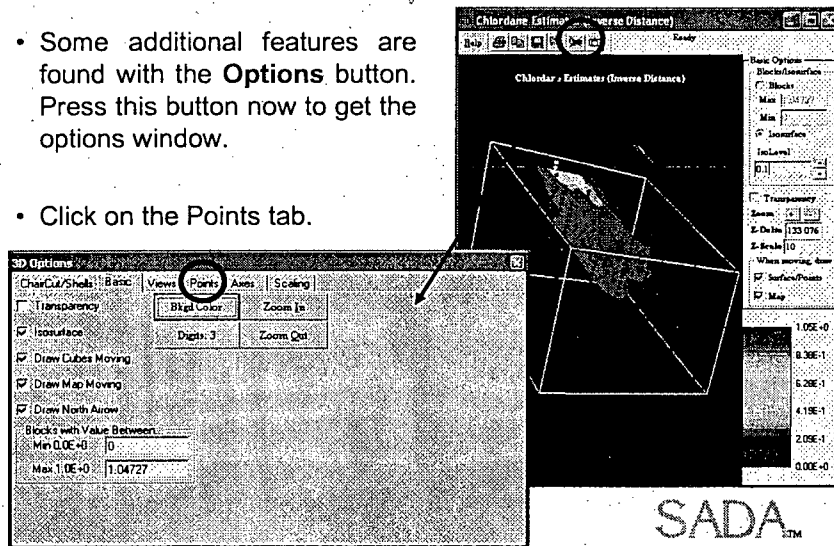 • Some additional features are
found with the Options button.
Press this button now to get the
options window.
• Click on the Points tab.
Chlordane Estimates (Inverse Distance)
Help
Ready
Chlordane Estimates (Inverse Distance)
Basic Options
Blocks/Isosurface
Blocks
Max 1.04727
Min
Isosurface
IsoLevel
0.1
Transparency
Zoom + -
Z-Delta 133.076
Z-Scale 10
When moving, draw
Surface/Points
Map
1.05E+0
8.38E-1
6.28E-1
4.19E-1
2.09E-1
0.00E+0
3D Options
Basic Views Points Axes Scaling
Transparency
Isosurface
Draw Cubes Moving
Draw Map Moving
Draw North Arrow
Bkgd Color Zoom In
Digits: 3 Zoom Out
Blocks with Value Between...
Min 0.0E+0 0
Max 1.0E+0 1.04727
SADA TM